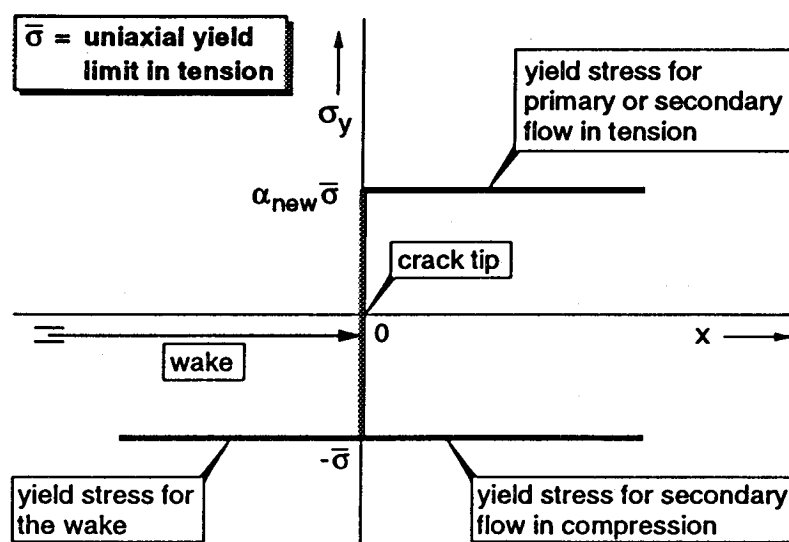 σ̅ = uniaxial yield
limit in tension
σy
yield stress for
primary or secondary
flow in tension
αnew σ̅
crack tip
0
x
wake
-σ̅
yield stress for
the wake
yield stress for secondary
flow in compression